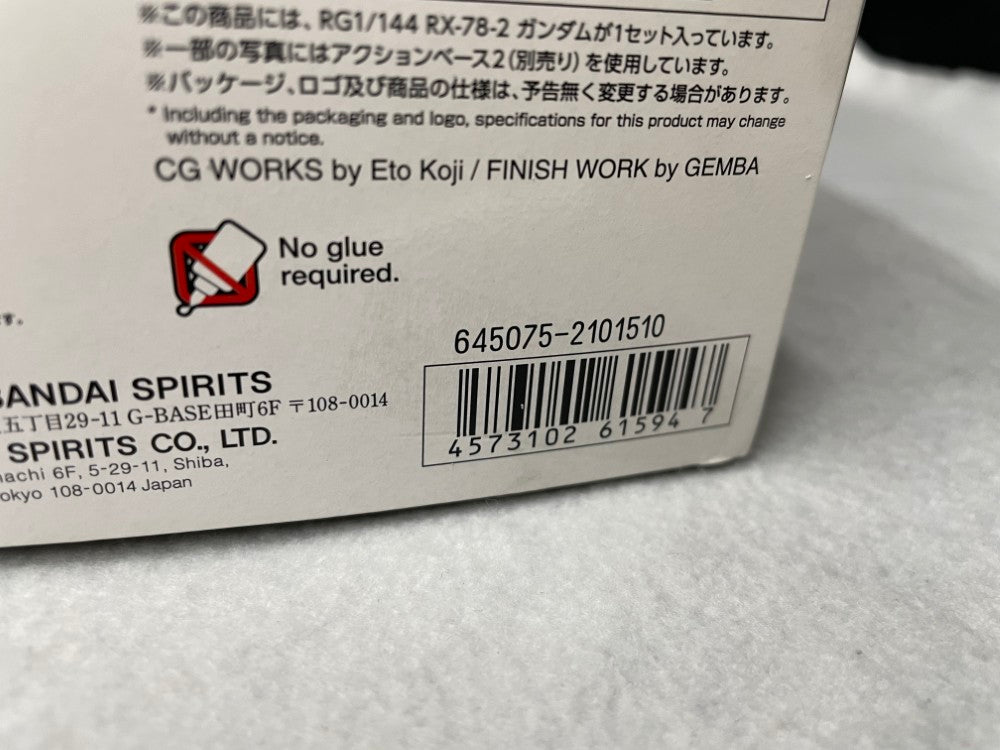 ※この商品には、RG1/144 RX-78-2 ガンダムが1セット入っています。
※一部の写真にはアクションベース2(別売り)を使用しています。
※パッケージ、ロゴ及び商品の仕様は、予告無く変更する場合があります。
* Including the packaging and logo, specifications for this product may change
without a notice.
CG WORKS by Eto Koji / FINISH WORK by GEMBA
No glue
required.
ます。
645075-2101510
4573102 61594 7
BANDAI SPIRITS
五丁目29-11 G-BASE田町6F 〒108-0014
SPIRITS CO., LTD.
6F, 5-29-11, Shiba,
108-0014 Japan